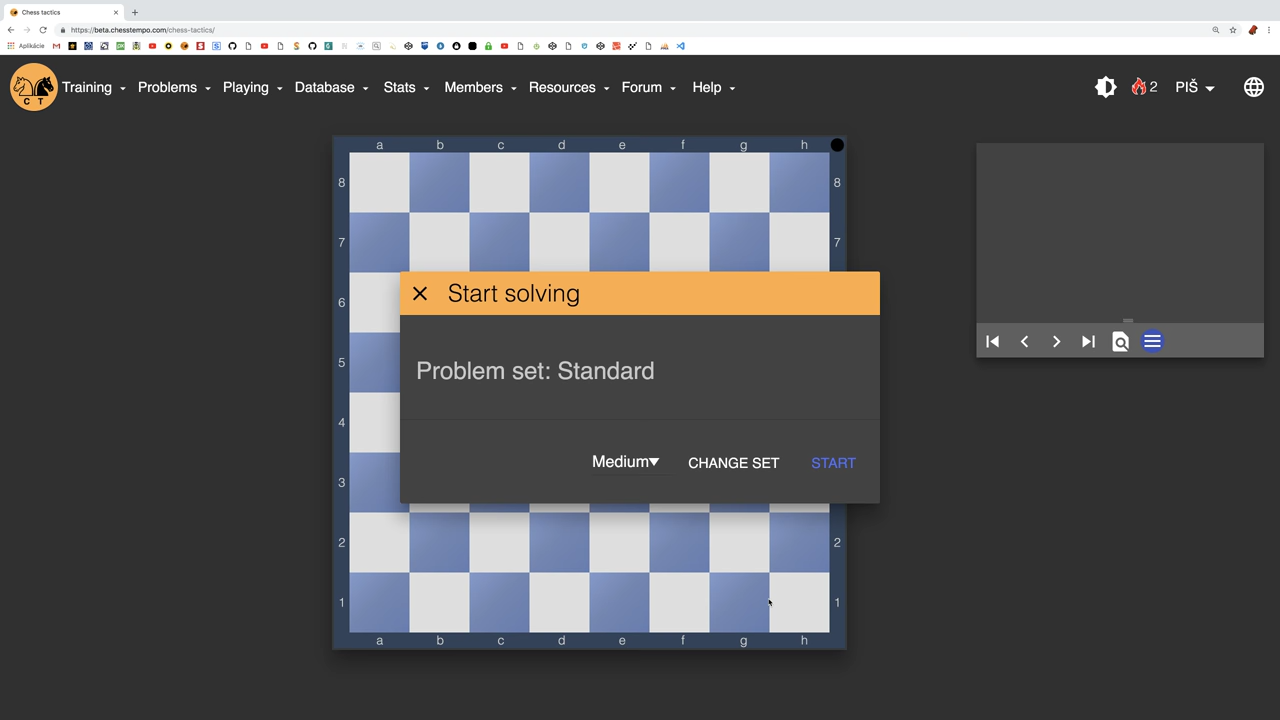 Chess tactics
https://beta.chesstempo.com/chess-tactics/
Aplikácie
C T
Training Problems Playing Database Stats Members Resources Forum Help
2 PIŠ
a b c d e f g h
8 8
7 7
Start solving
6
Problem set: Standard
5
4
Medium CHANGE SET START
3
2 2
1 1
a b c d e f g h